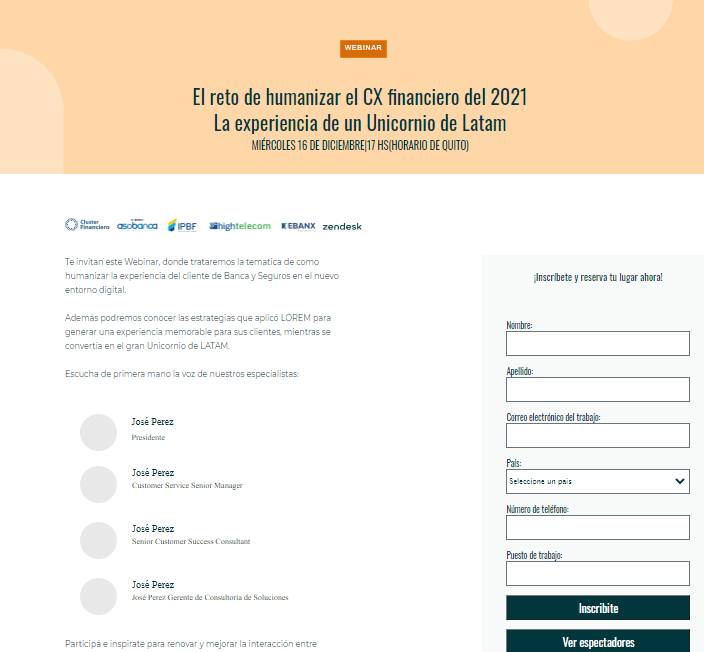 WEBINAR
El reto de humanizar el CX financiero del 2021
La experiencia de un Unicornio de Latam
MIÉRCOLES 16 DE DICIEMBRE|17 HS(HORARIO DE QUITO)
Cluster Financiero asobanca IPBF hightelecom EBANX zendesk
Te invitan este Webinar, donde trataremos la tematica de como
humanizar la experiencia del cliente de Banca y Seguros en el nuevo
entorno digital.
Además podremos conocer las estrategias que aplicó LOREM para
generar una experiencia memorable para sus clientes, mientras se
convertía en el gran Unicornio de LATAM.
Escucha de primera mano la voz de nuestros especialistas:
José Perez
Presidente
José Perez
Customer Service Senior Manager
José Perez
Senior Customer Success Consultant
José Perez
José Perez Gerente de Consultoría de Soluciones
Participá e inspirate para renovar y mejorar la interacción entre
¡Inscríbete y reserva tu lugar ahora!
Nombre:
Apellido:
Correo electrónico del trabajo:
País:
Seleccione un país
Número de teléfono:
Puesto de trabajo:
Inscribite
Ver espectadores